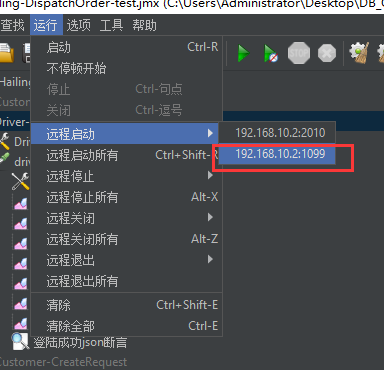 ling-DispatchOrder-test.jmx (C:\Users\Administrator\Desktop\DB_
查找 运行 选项 工具 帮助
启动 Ctrl-R
不停顿开始
停止 Ctrl-句点
关闭 Ctrl-逗号
远程启动
192.168.10.2:2010
192.168.10.2:1099
远程启动所有 Ctrl+Shift-R
远程停止
远程停止所有 Alt-X
远程关闭
远程关闭所有 Alt-Z
远程退出
远程退出所有
清除 Ctrl+Shift-E
清除全部 Ctrl-E
Hailing
Customer
Driver-
driv
登陆成功json断言
Customer-CreateRequest